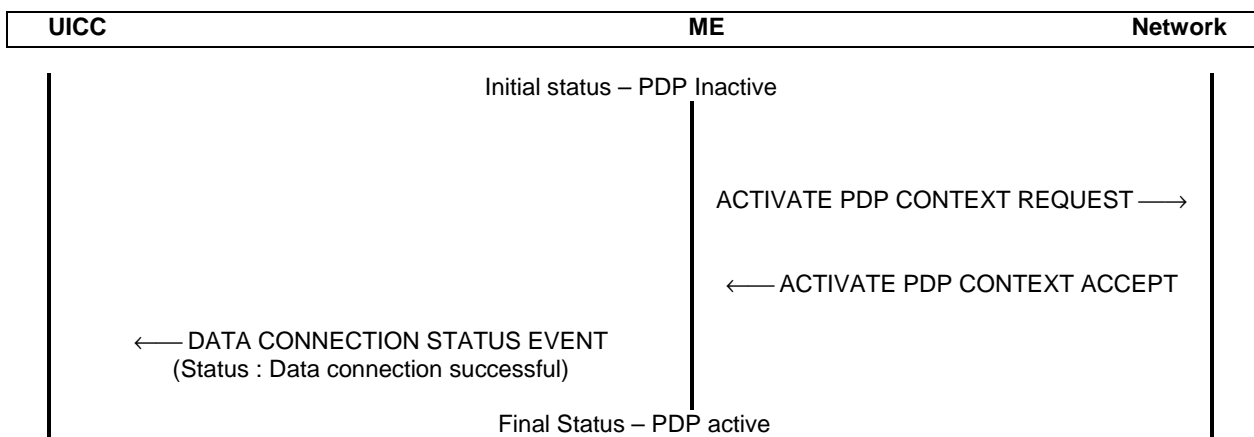 UICC ME Network
Initial status – PDP Inactive
ACTIVATE PDP CONTEXT REQUEST ⟶
⟵ ACTIVATE PDP CONTEXT ACCEPT
⟵ DATA CONNECTION STATUS EVENT
(Status : Data connection successful)
Final Status – PDP active